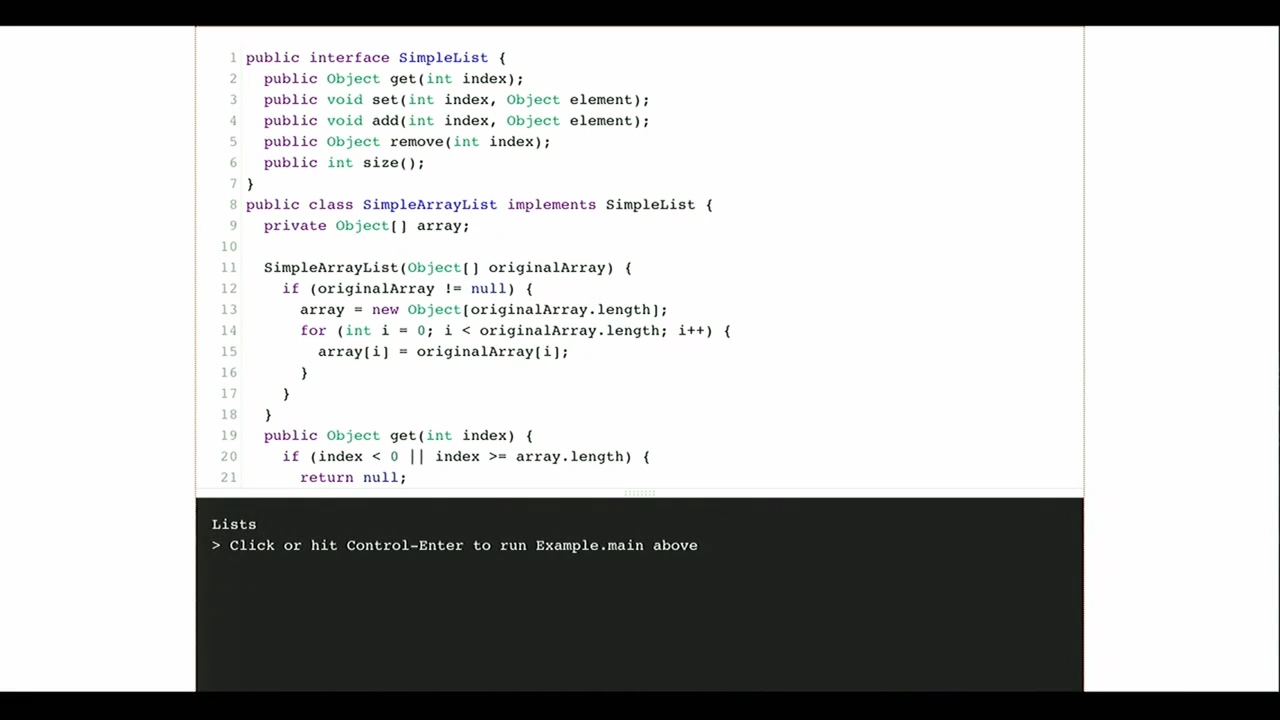 1 public interface SimpleList {
2 public Object get(int index);
3 public void set(int index, Object element);
4 public void add(int index, Object element);
5 public Object remove(int index);
6 public int size();
7 }
8 public class SimpleArrayList implements SimpleList {
9 private Object[] array;
10
11 SimpleArrayList(Object[] originalArray) {
12 if (originalArray != null) {
13 array = new Object[originalArray.length];
14 for (int i = 0; i < originalArray.length; i++) {
15 array[i] = originalArray[i];
16 }
17 }
18 }
19 public Object get(int index) {
20 if (index < 0 || index >= array.length) {
21 return null;
Lists
> Click or hit Control-Enter to run Example.main above